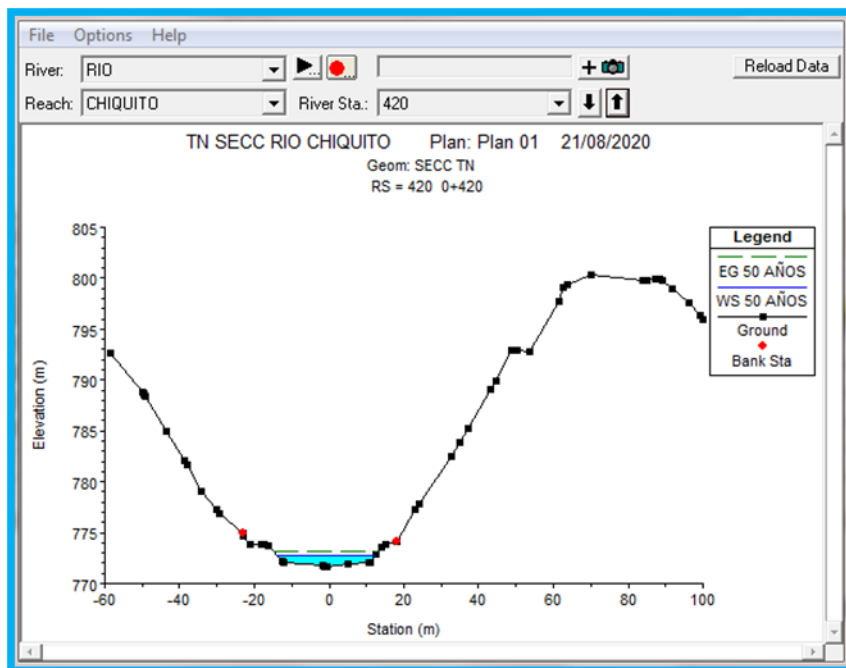 File Options Help
River: RIO
Reload Data
Reach: CHIQUITO River Sta.: 420
TN SECC RIO CHIQUITO Plan: Plan 01 21/08/2020
Geom: SECC TN
RS = 420 0+420
805
800
795
790
785
780
775
770
Elevation (m)
-60 -40 -20 0 20 40 60 80 100
Station (m)
Legend
EG 50 AÑOS
WS 50 AÑOS
Ground
Bank Sta